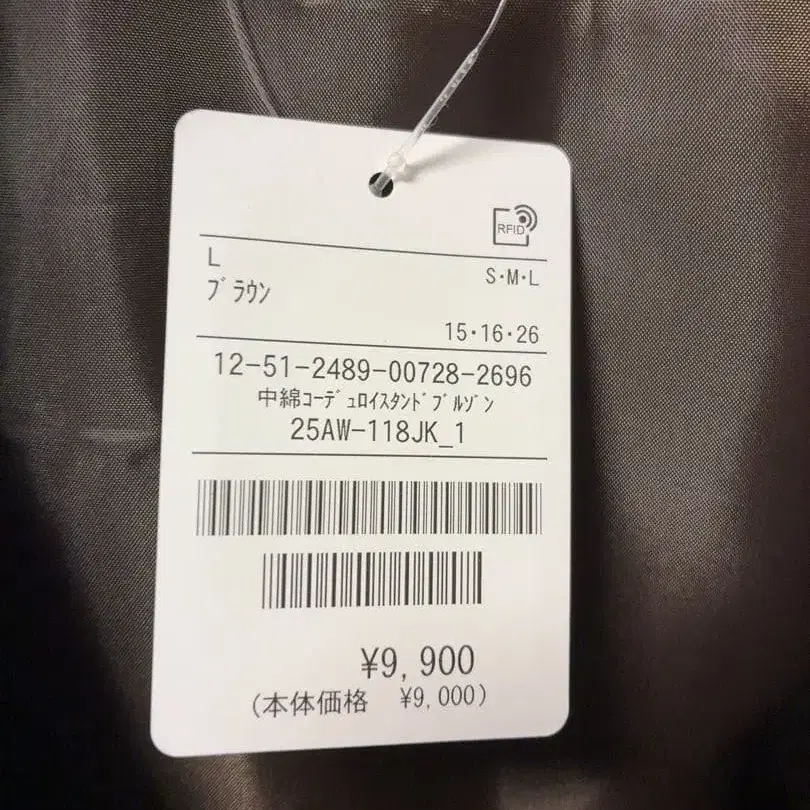 RFID
L
S・M・L
ﾌﾞﾗｳﾝ
15・16・26
12-51-2489-00728-2696
中綿ｺｰﾃﾞｭﾛｲｽﾀﾝﾄﾞﾌﾞﾙｿﾞﾝ
25AW-118JK_1
¥9,900
(本体価格 ¥9,000)